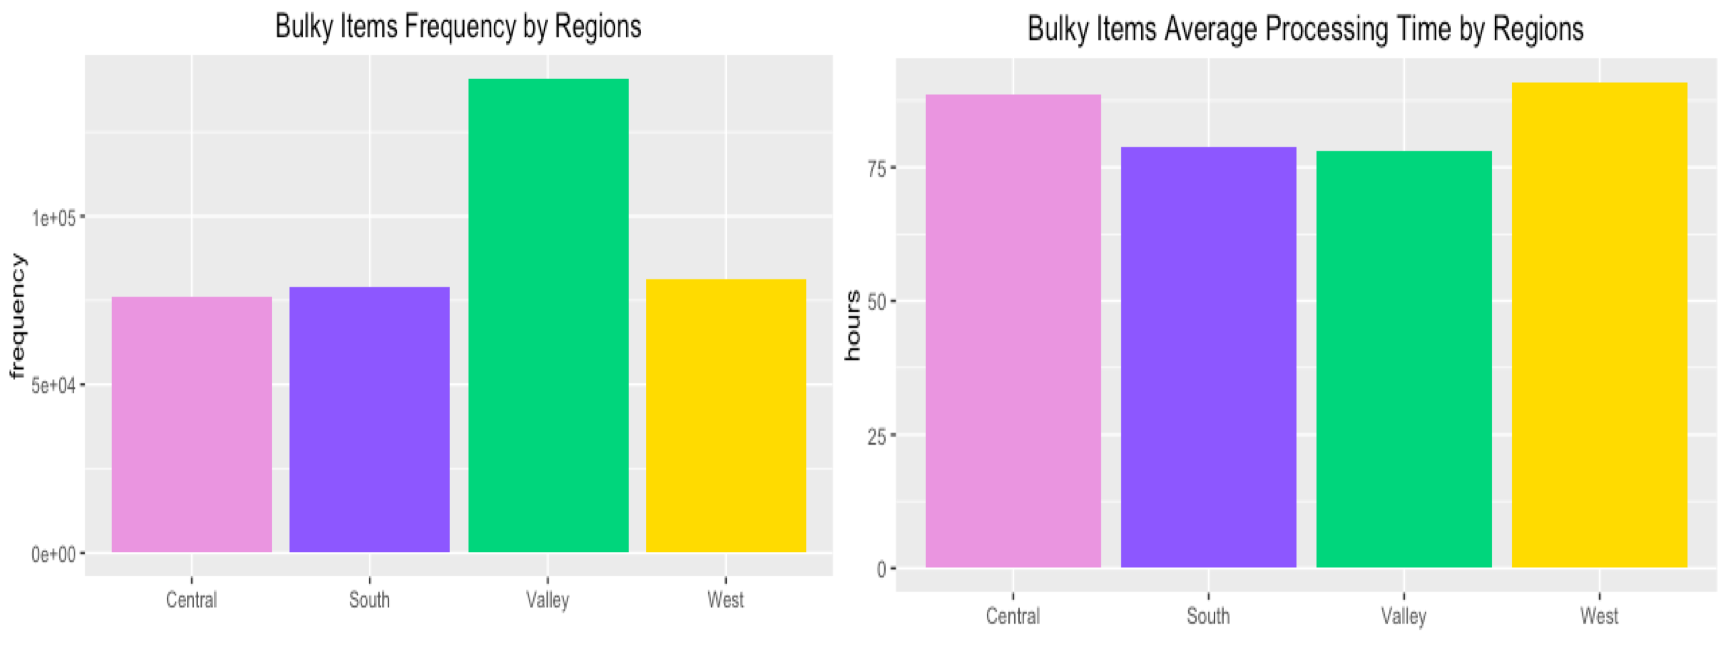 Bulky Items Frequency by Regions
frequency
1e+05
5e+04
0e+00
Central South Valley West
Bulky Items Average Processing Time by Regions
hours
75
50
25
0
Central South Valley West